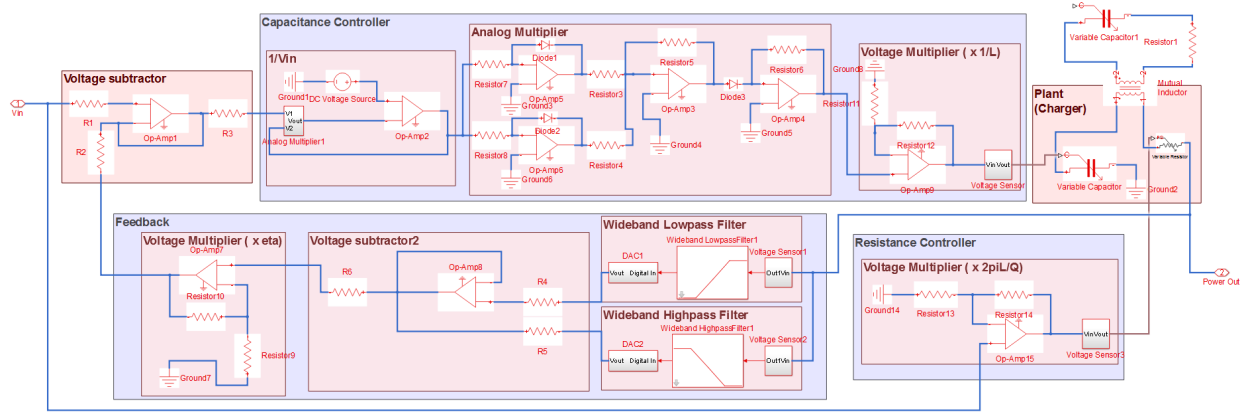 Capacitance Controller
Analog Multiplier
1/Vin
Voltage Multiplier ( x 1/L)
Voltage subtractor
Plant
(Charger)
Variable Capacitor1
Resistor1
Mutual
Inductor
Ground1
DC Voltage Source
V1
Vout
V2
Analog Multiplier1
Op-Amp2
Resistor7
Diode1
Op-Amp5
Ground3
Resistor3
Resistor5
Op-Amp3
Ground4
Diode3
Resistor6
Op-Amp4
Ground5
Resistor11
Resistor8
Diode2
Op-Amp6
Ground6
Resistor4
Ground8
Resistor12
Op-Amp9
Vin Vout
Voltage Sensor
Variable Capacitor
Ground2
Variable Resistor
1
Vin
R1
R2
Op-Amp1
R3
Feedback
Voltage Multiplier ( x eta)
Op-Amp7
Resistor10
Resistor9
Ground7
Voltage subtractor2
R6
Op-Amp8
R4
R5
Wideband Lowpass Filter
DAC1
Vout Digital In
Wideband LowpassFilter1
Voltage Sensor1
Out1Vin
Wideband Highpass Filter
DAC2
Vout Digital In
Wideband HighpassFilter1
Voltage Sensor2
Out1Vin
Resistance Controller
Voltage Multiplier ( x 2piL/Q)
Ground14
Resistor13
Resistor14
Op-Amp15
VinVout
Voltage Sensor3
2
Power Out